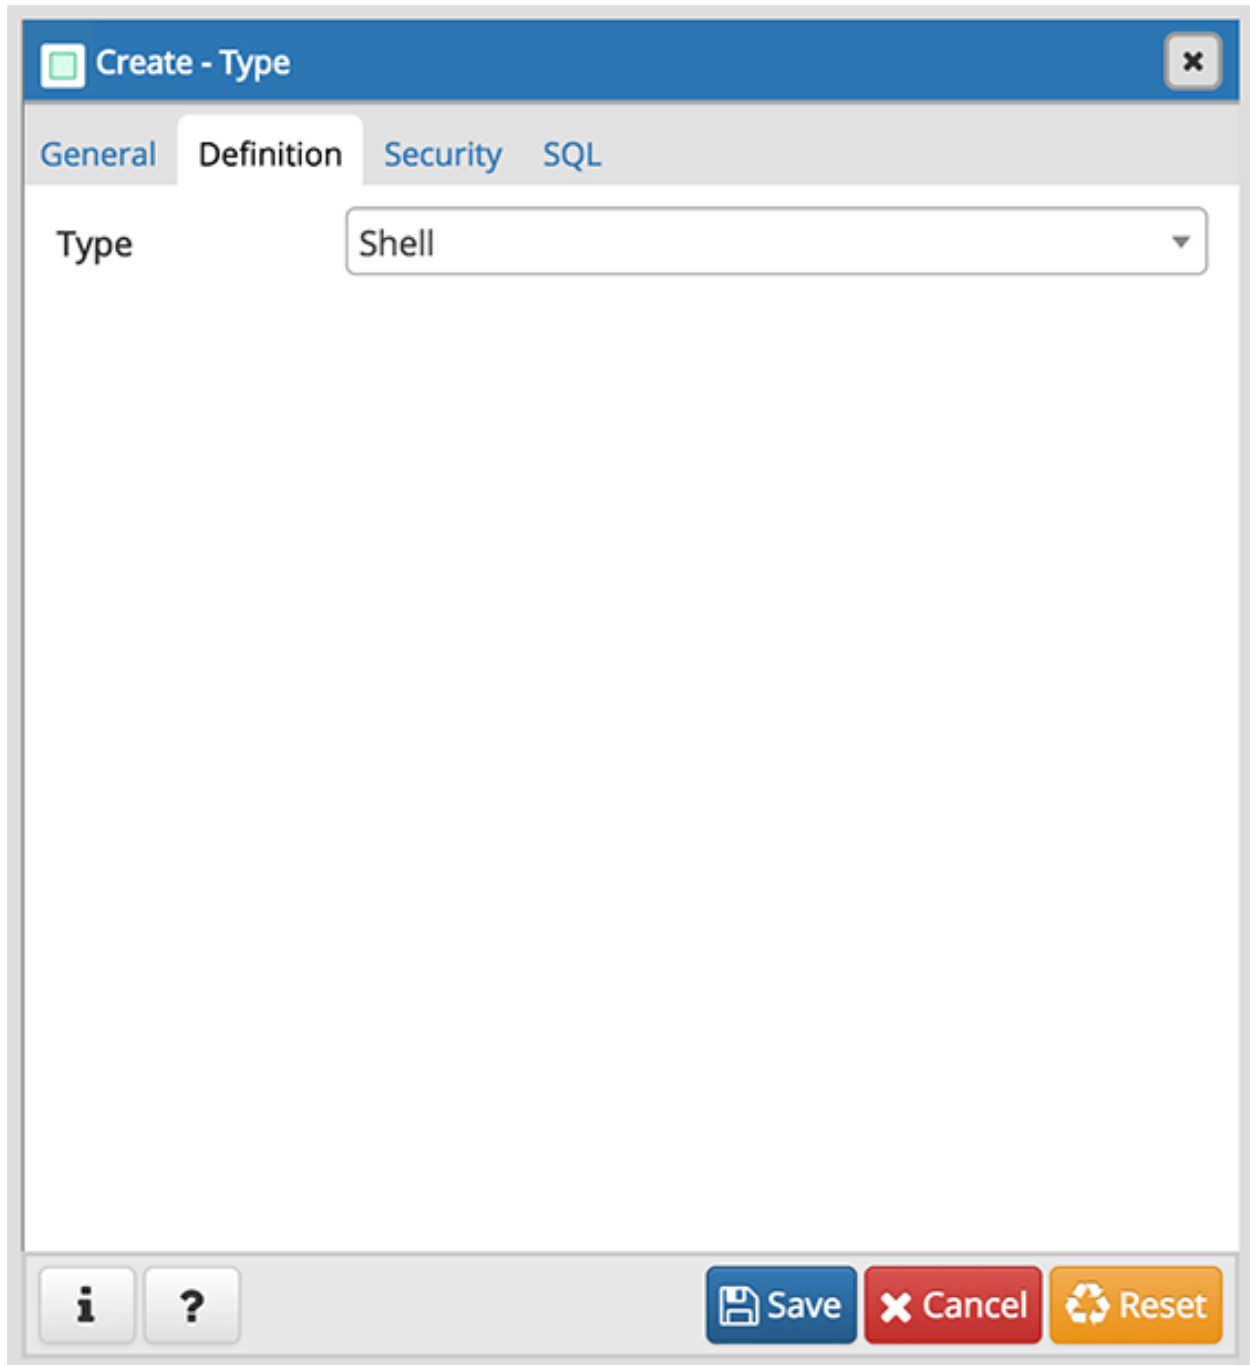 Create - Type
General Definition Security SQL
Type Shell
i ? Save Cancel Reset